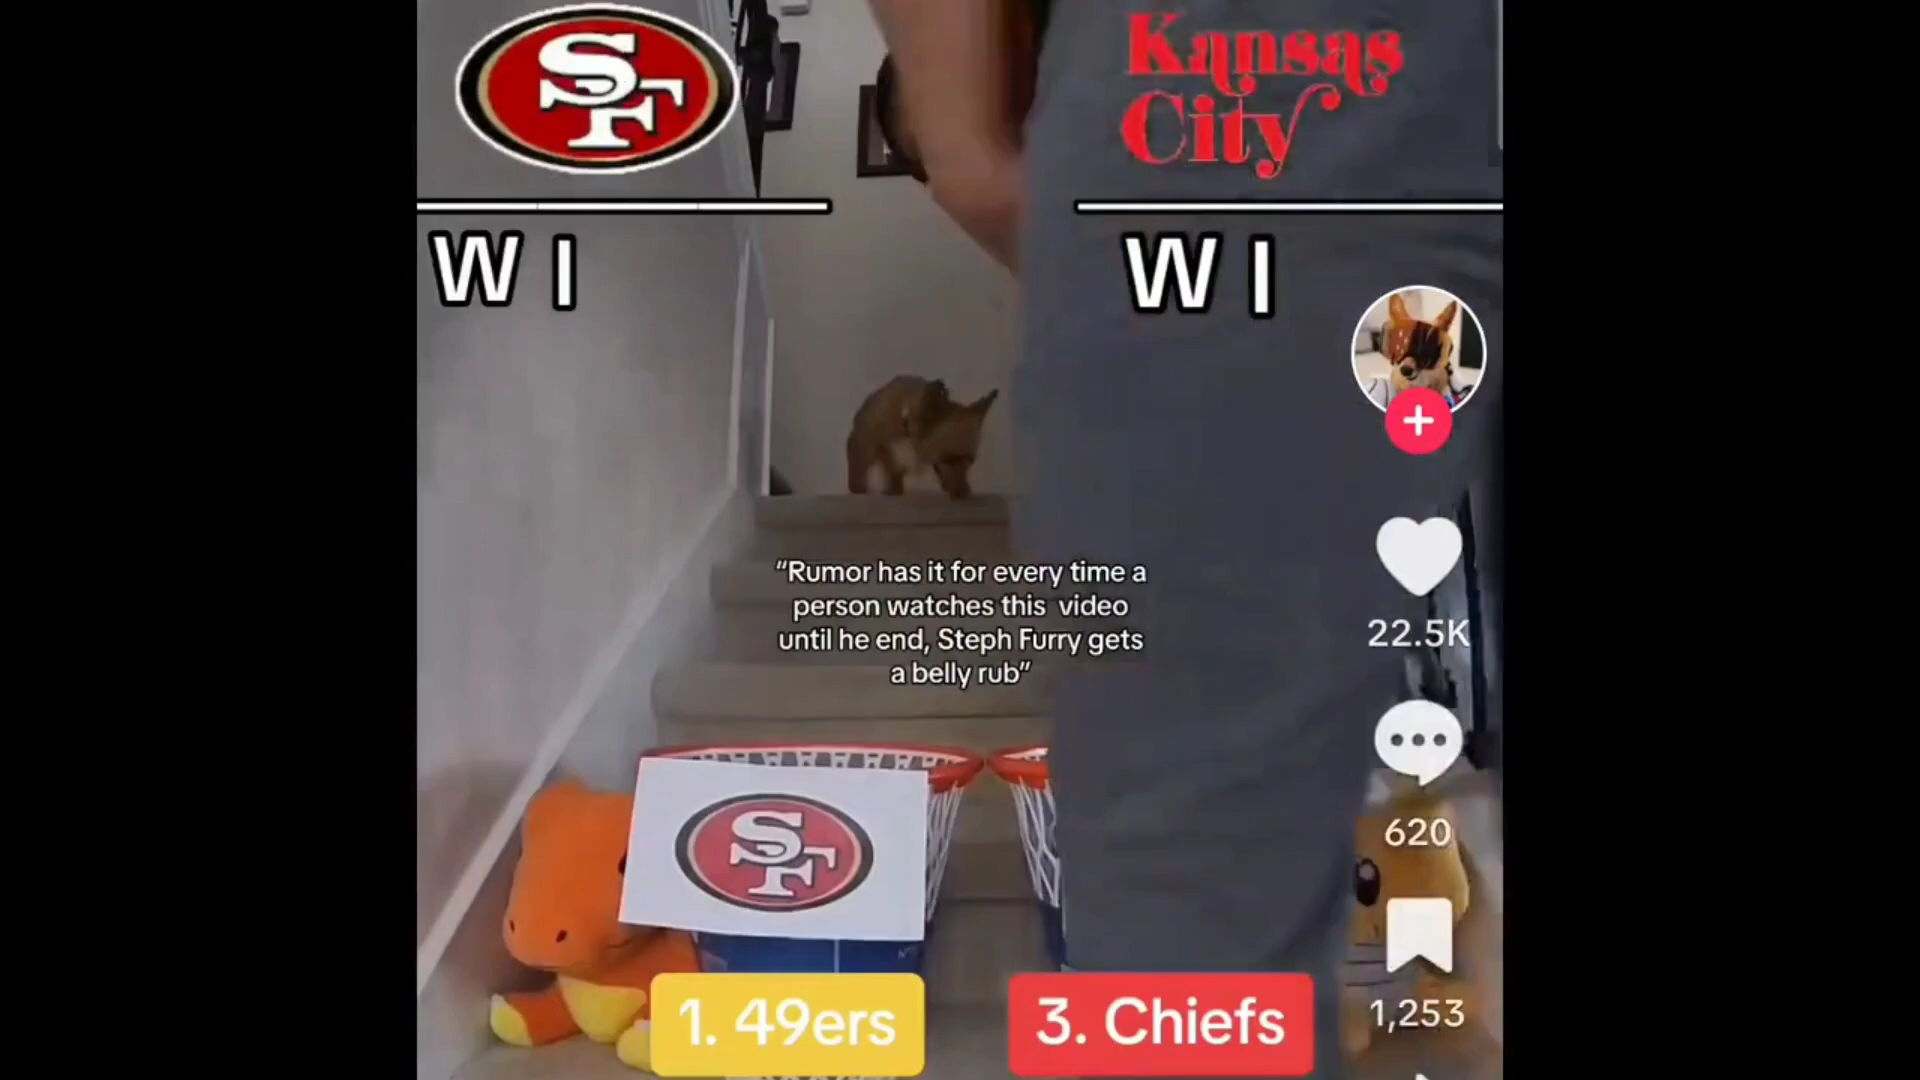 SF
Kansas
City
W I
W I
"Rumor has it for every time a
person watches this  video
until he end, Steph Furry gets
a belly rub"
22.5K
620
SF
1,253
1. 49ers
3. Chiefs